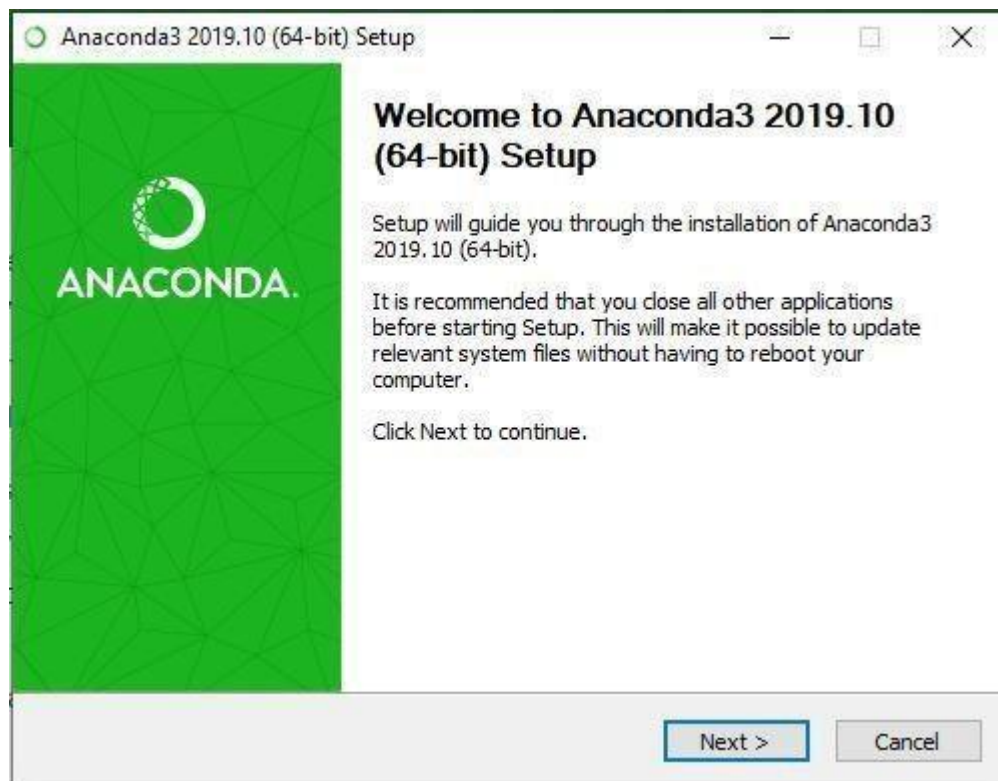 Anaconda3 2019.10 (64-bit) Setup
ANACONDA.
Welcome to Anaconda3 2019.10
(64-bit) Setup
Setup will guide you through the installation of Anaconda3
2019.10 (64-bit).
It is recommended that you close all other applications
before starting Setup. This will make it possible to update
relevant system files without having to reboot your
computer.
Click Next to continue.
Next >
Cancel